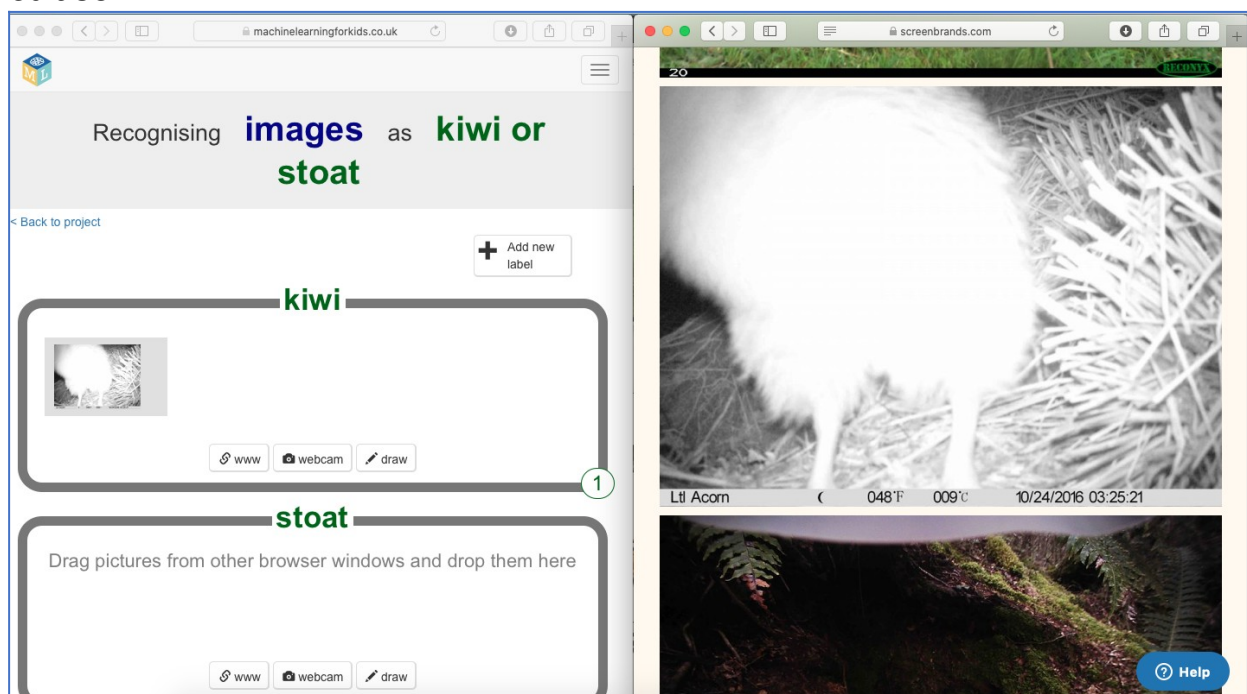 machinelearningforkids.co.uk
ML
Recognising images as kiwi or
stoat
< Back to project
Add new
label
kiwi
www
webcam
draw
1
stoat
Drag pictures from other browser windows and drop them here
www
webcam
draw
screenbrands.com
20
RECONYX
Ltl Acorn
048°F
009°C
10/24/2016 03:25:21
Help